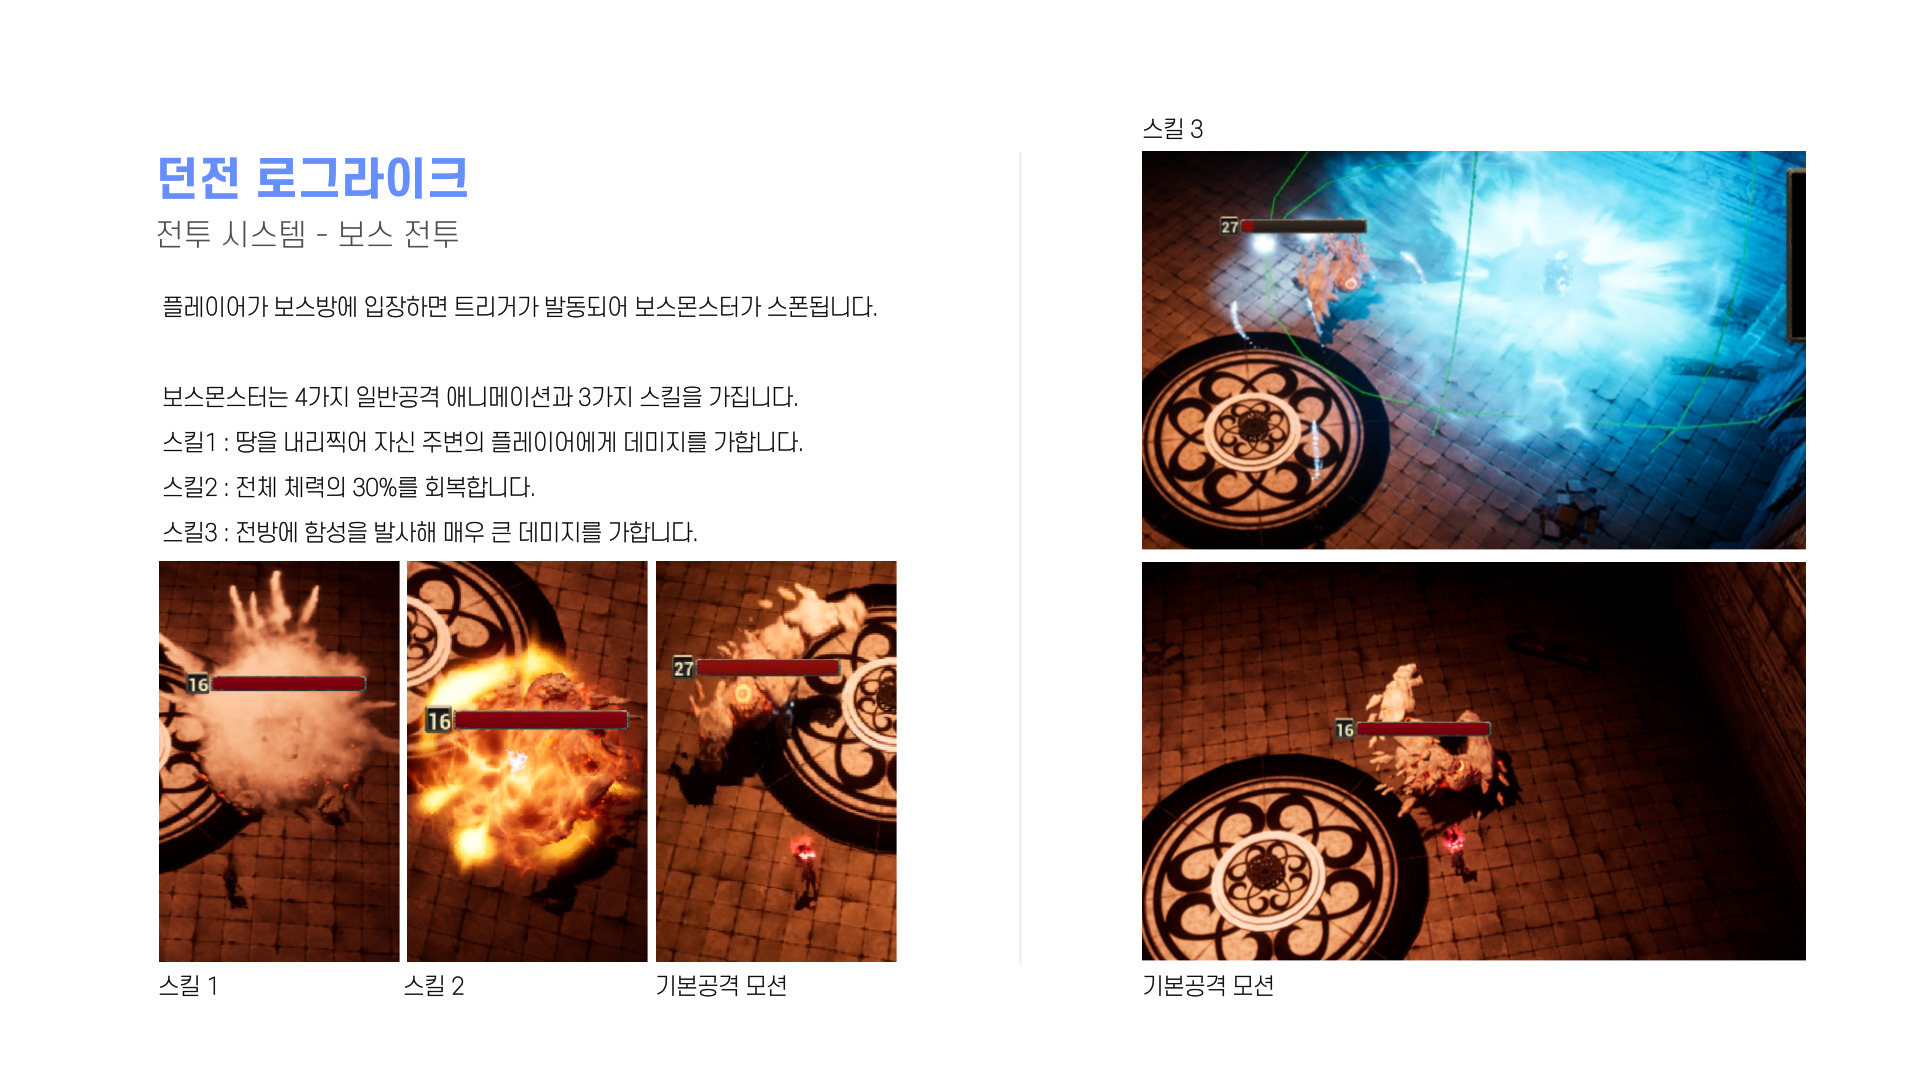 던전 로그라이크
전투 시스템 - 보스 전투
플레이어가 보스방에 입장하면 트리거가 발동되어 보스몬스터가 스폰됩니다.
보스몬스터는 4가지 일반공격 애니메이션과 3가지 스킬을 가집니다.
스킬1 : 땅을 내리찍어 자신 주변의 플레이어에게 데미지를 가합니다.
스킬2 : 전체 체력의 30%를 회복합니다.
스킬3 : 전방에 함성을 발사해 매우 큰 데미지를 가합니다.
16
16
27
스킬 1
스킬 2
기본공격 모션
스킬 3
27
16
기본공격 모션